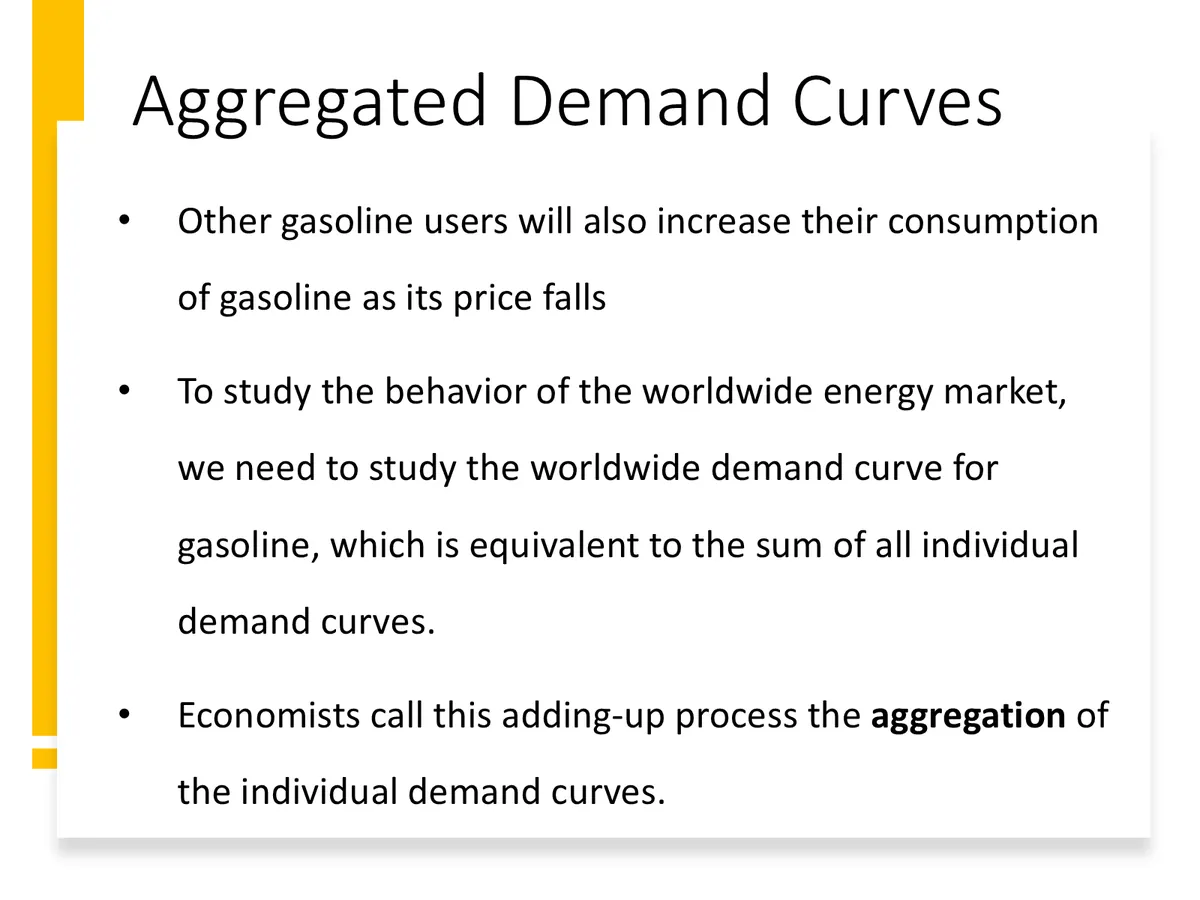 Aggregated Demand Curves
• Other gasoline users will also increase their consumption
of gasoline as its price falls
• To study the behavior of the worldwide energy market,
we need to study the worldwide demand curve for
gasoline, which is equivalent to the sum of all individual
demand curves.
• Economists call this adding-up process the aggregation of
the individual demand curves.